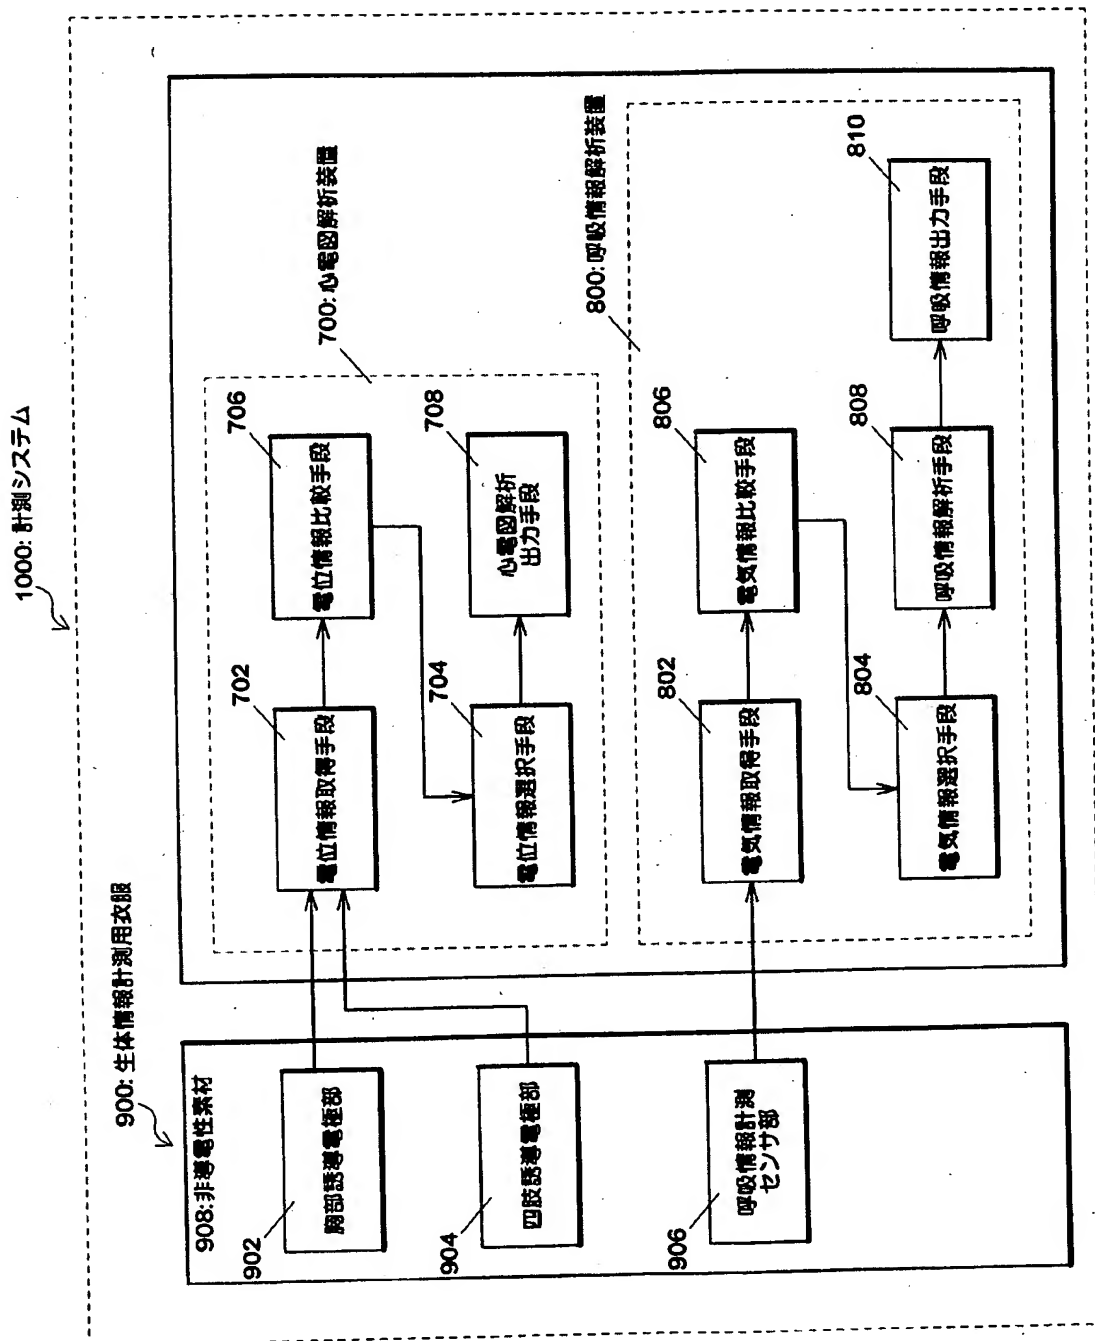 1000: 計測システム
900: 生体情報計測用衣服
908: 非導電性素材
902
胸部誘導電極部
904
四肢誘導電極部
906
呼吸情報計測
センサ部
700: 心電図解析装置
702
電位情報取得手段
706
電位情報比較手段
704
電位情報選択手段
708
心電図解析
出力手段
800: 呼吸情報解析装置
802
電気情報取得手段
806
電気情報比較手段
804
電気情報選択手段
808
呼吸情報解析手段
810
呼吸情報出力手段